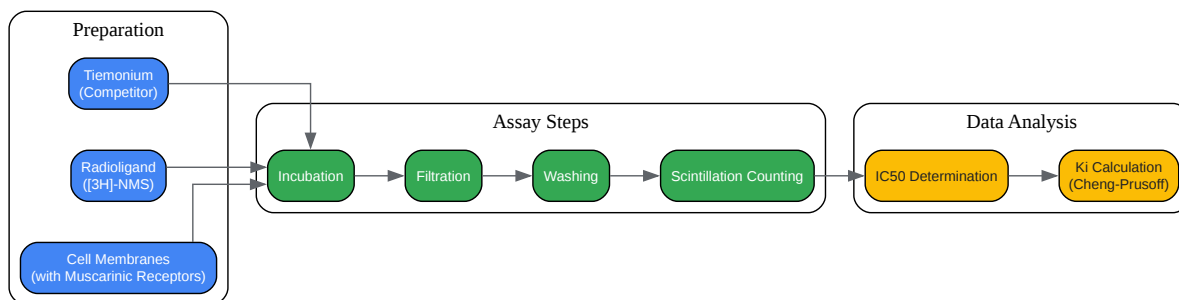 Preparation
Tiemonium
(Competitor)
Radioligand
([3H]-NMS)
Cell Membranes
(with Muscarinic Receptors)
Assay Steps
Incubation
Filtration
Washing
Scintillation Counting
Data Analysis
IC50 Determination
Ki Calculation
(Cheng-Prusoff)